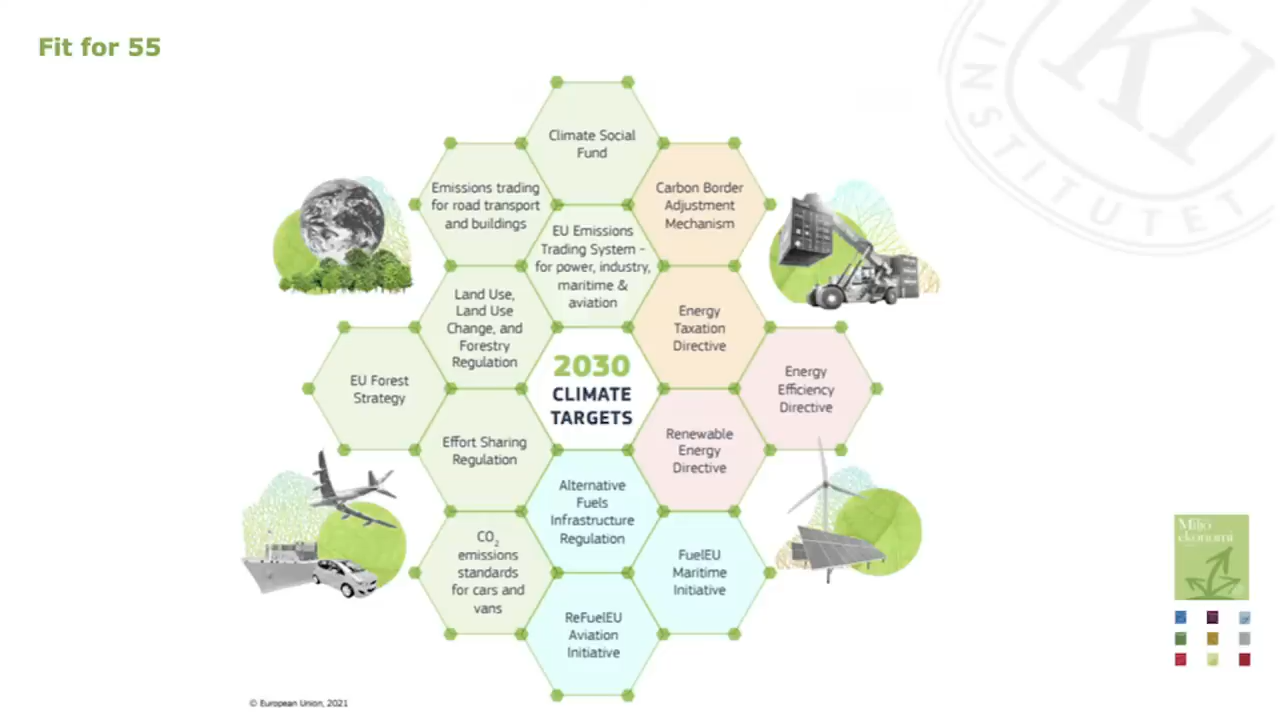 Fit for 55
KI
INSTITUTET
Climate Social
Fund
Emissions trading
for road transport
and buildings
Carbon Border
Adjustment
Mechanism
EU Emissions
Trading System –
for power, industry,
maritime &
aviation
Land Use,
Land Use
Change, and
Forestry
Regulation
Energy
Taxation
Directive
2030
CLIMATE
TARGETS
EU Forest
Strategy
Energy
Efficiency
Directive
Effort Sharing
Regulation
Renewable
Energy
Directive
Alternative
Fuels
Infrastructure
Regulation
CO₂
emissions
standards
for cars and
vans
FuelEU
Maritime
Initiative
ReFuelEU
Aviation
Initiative
Miljö
ekonomi
© European Union, 2021